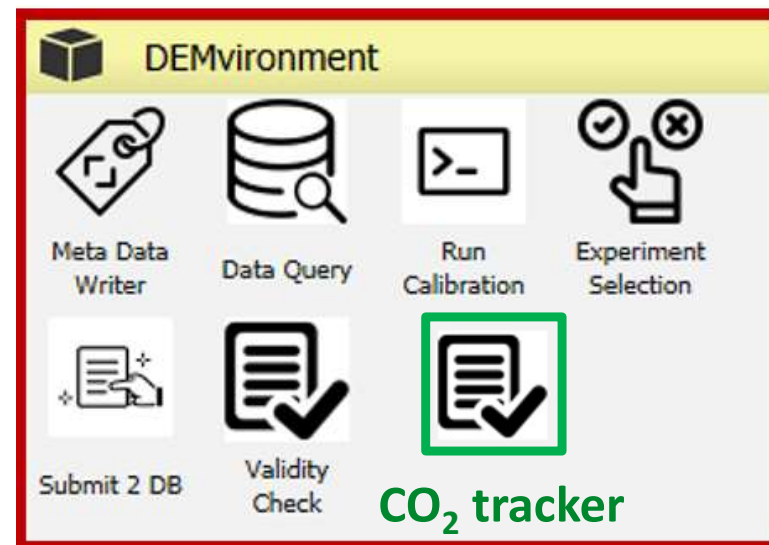 DEMvironment
>_
Meta Data
Writer
Data Query
Run
Calibration
Experiment
Selection
Submit 2 DB
Validity
Check
CO₂ tracker